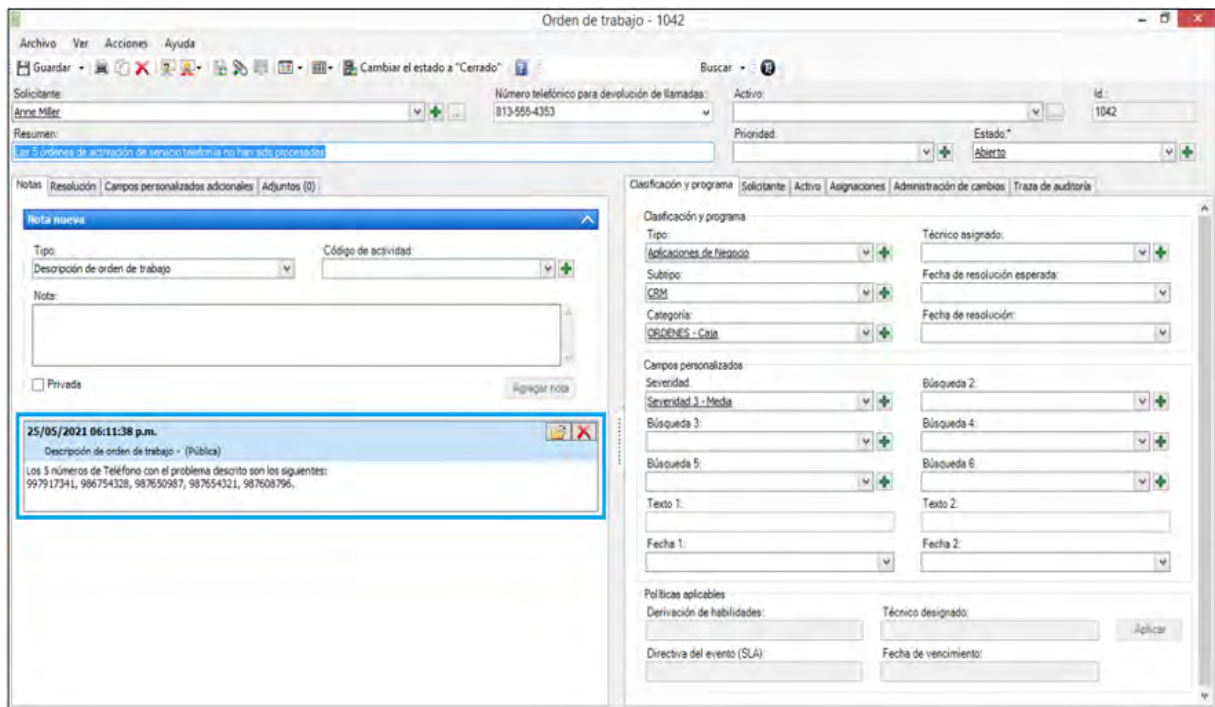 Orden de trabajo - 1042
Archivo Ver Acciones Ayuda
Guardar Cambiar el estado a "Cerrado" Buscar
Solicitante: Número telefónico para devolución de llamadas: Activo: Id.:
Anne Miller 813-555-4353 1042
Resumen: Prioridad: Estado:*
Las 5 órdenes de activación de servicio telefonía no han sido procesadas Abierto
Notas Resolución Campos personalizados adicionales Adjuntos (0)
Clasificación y programa Solicitante Activo Asignaciones Administración de cambios Traza de auditoría
Nota nueva
Tipo: Código de actividad:
Descripción de orden de trabajo
Nota:
Privada Agregar nota
25/05/2021 06:11:38 p.m.
Descripción de orden de trabajo - (Pública)
Los 5 números de Teléfono con el problema descrito son los siguientes:
997917341, 986754328, 987650987, 987654321, 987608796.
Clasificación y programa
Tipo: Técnico asignado:
Aplicaciones de Negocio
Subtipo: Fecha de resolución esperada:
CRM
Categoría: Fecha de resolución:
ORDENES - Caja
Campos personalizados
Severidad: Búsqueda 2:
Severidad 3 - Media
Búsqueda 3: Búsqueda 4:
Búsqueda 5: Búsqueda 6:
Texto 1: Texto 2:
Fecha 1: Fecha 2:
Políticas aplicables
Derivación de habilidades: Técnico designado:
Aplicar
Directiva del evento (SLA): Fecha de vencimiento: